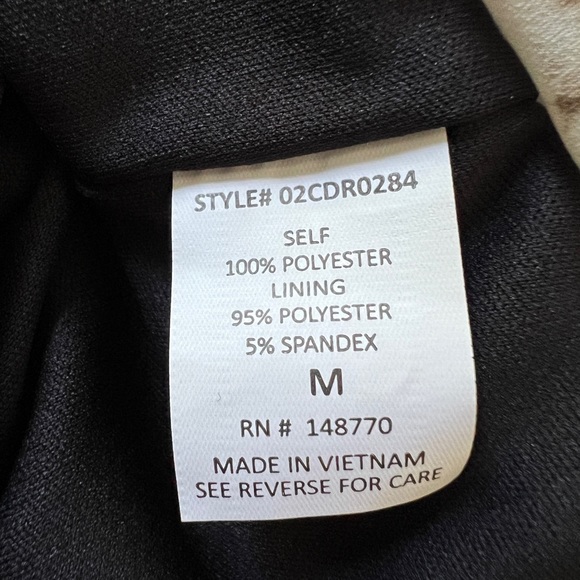 STYLE# 02CDR0284
SELF
100% POLYESTER
LINING
95% POLYESTER
5% SPANDEX
M
RN # 148770
MADE IN VIETNAM
SEE REVERSE FOR CARE